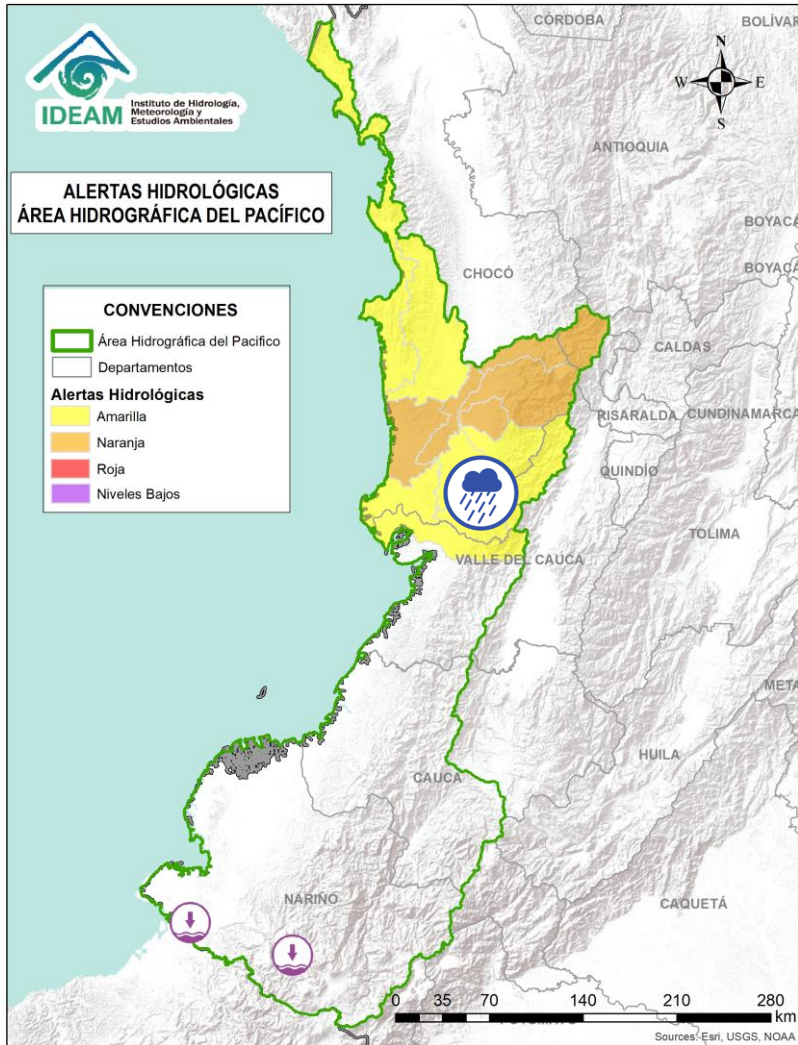 CÓRDOBA
BOLÍVAR
N
W
E
S
IDEAM
Instituto de Hidrología,
Meteorología y
Estudios Ambientales
ANTIOQUIA
ALERTAS HIDROLÓGICAS
ÁREA HIDROGRÁFICA DEL PACÍFICO
BOYACÁ
BOYACÁ
CHOCÓ
CONVENCIONES
Área Hidrográfica del Pacifico
Departamentos
Alertas Hidrológicas
Amarilla
Naranja
Roja
Niveles Bajos
CALDAS
RISARALDA
CUNDINAMARCA
QUINDÍO
TOLIMA
VALLE DEL CAUCA
META
HUILA
CAUCA
NARIÑO
CAQUETÁ
0 35 70 140 210 280
km
Sources: Esri, USGS, NOAA